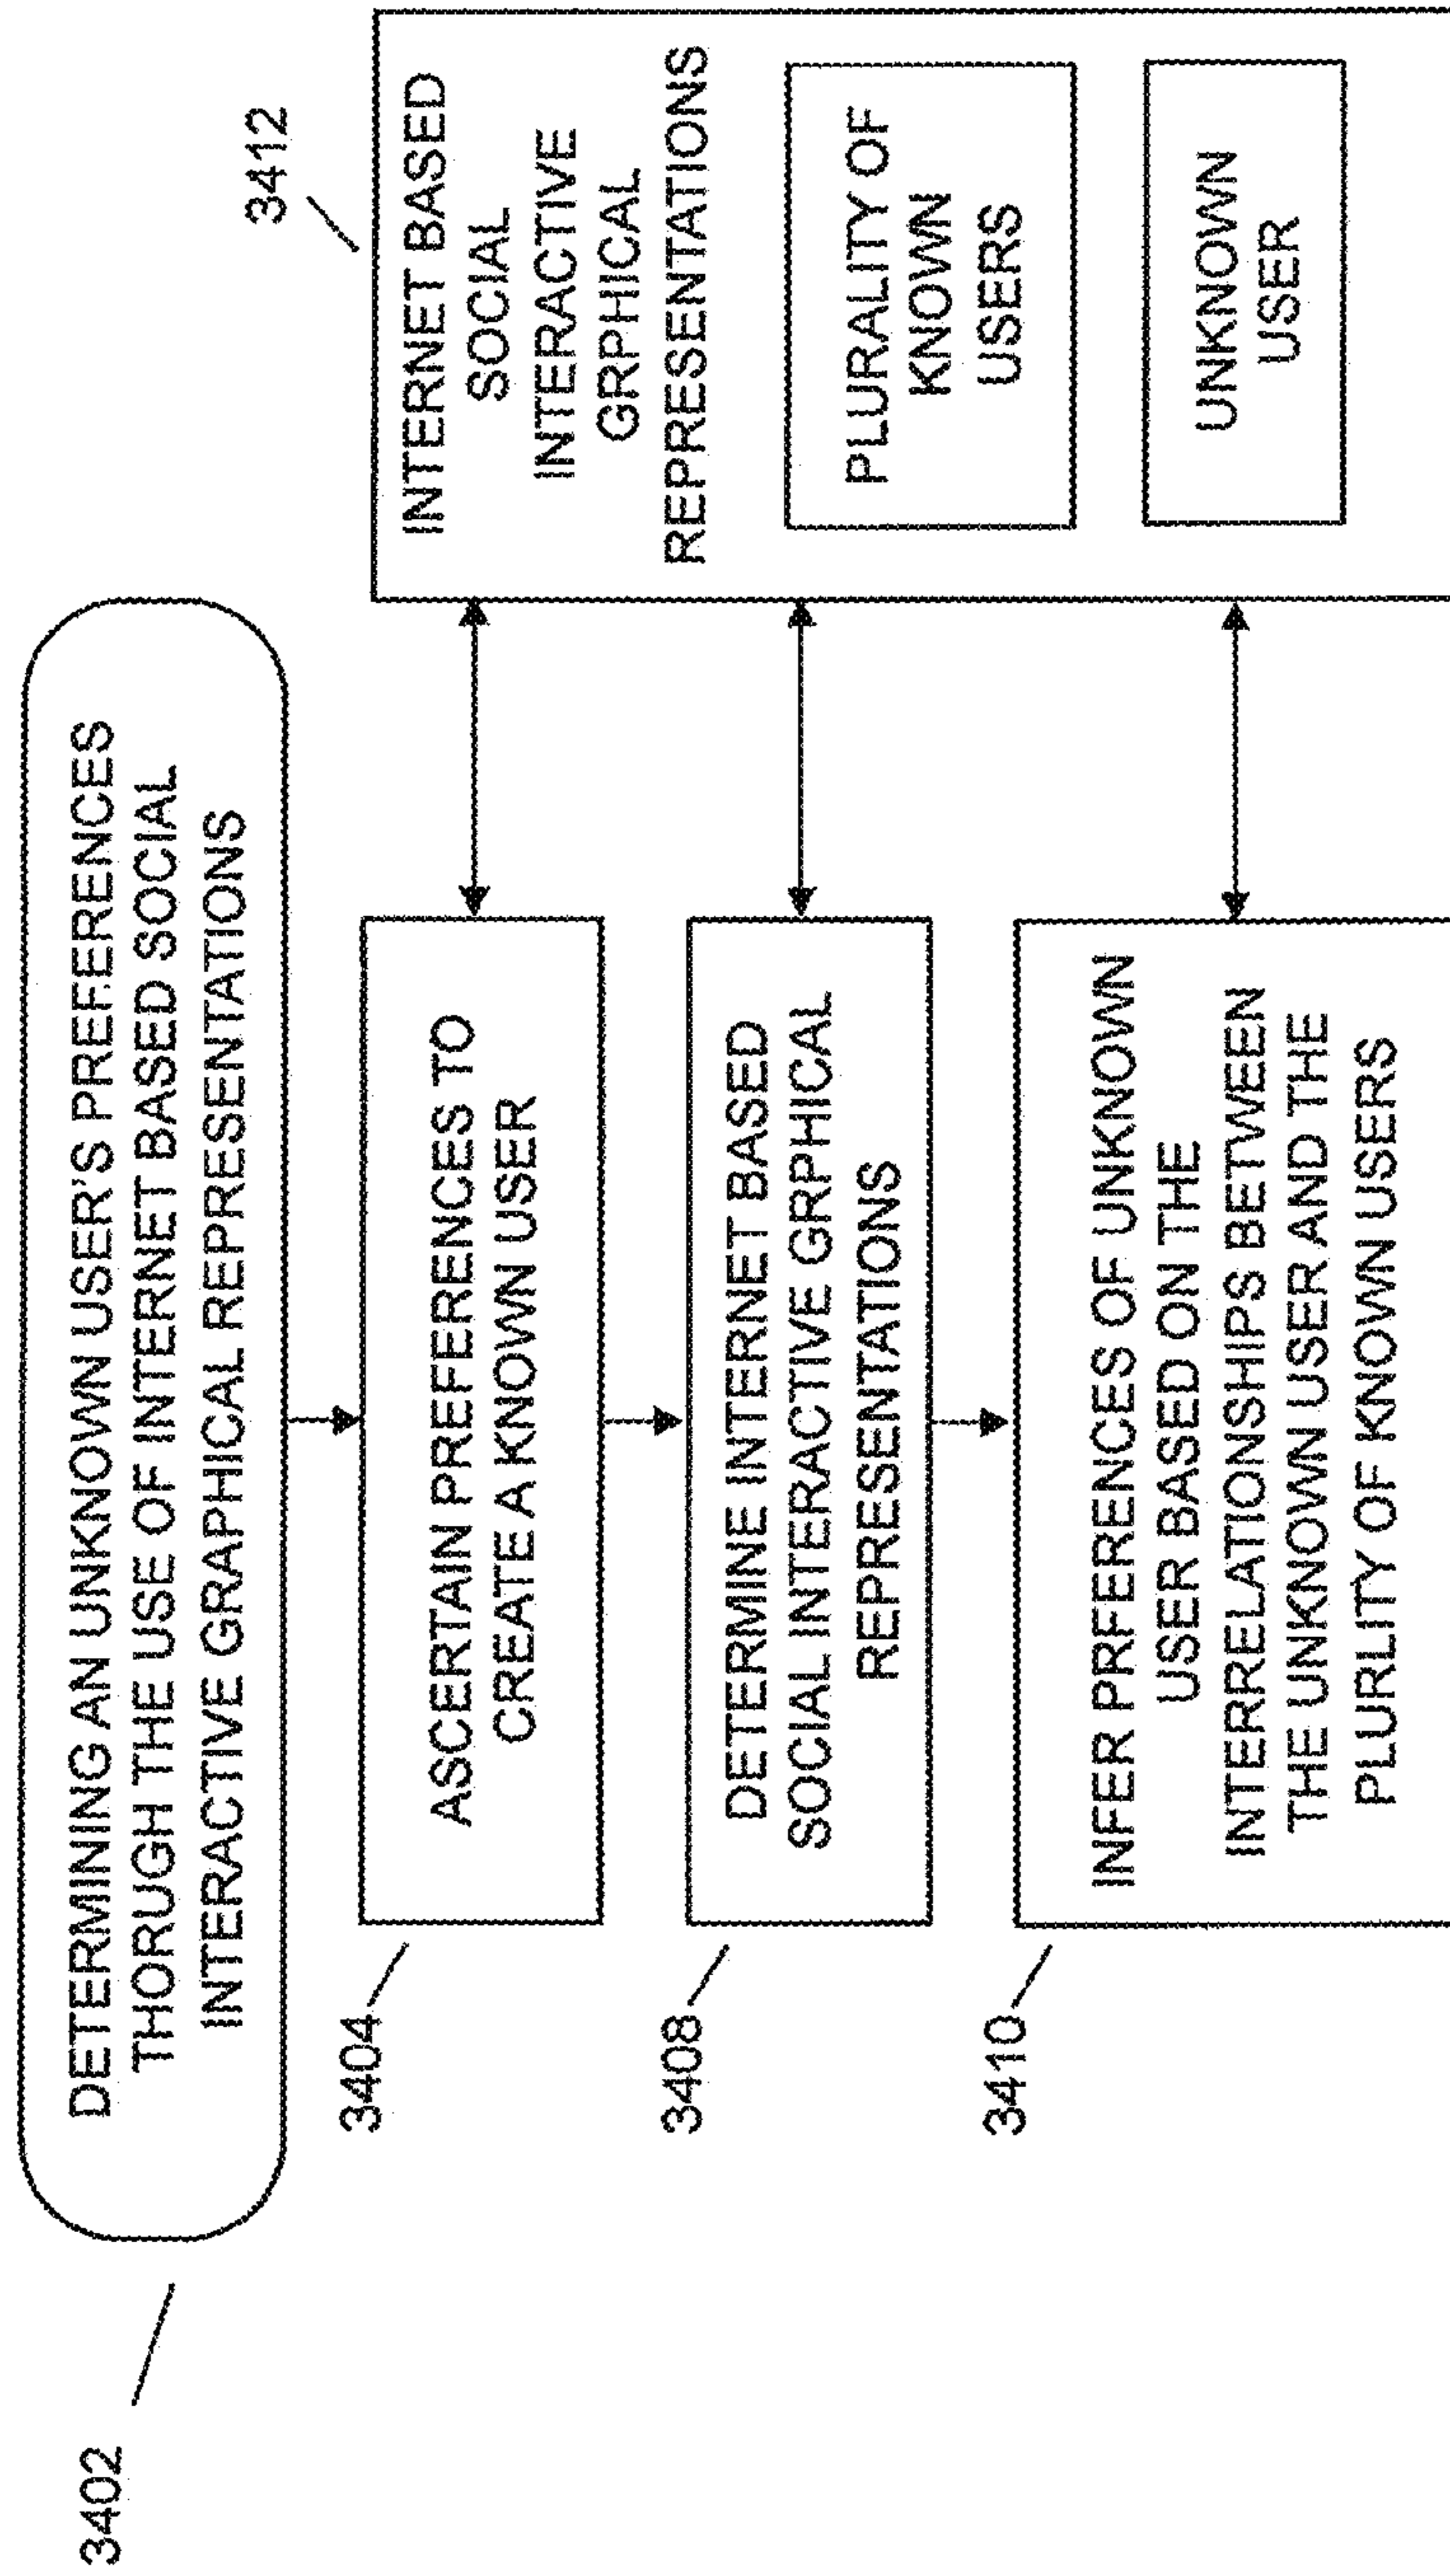 3402
DETERMINING AN UNKNOWN USER'S PREFERENCES
THORUGH THE USE OF INTERNET BASED SOCIAL
INTERACTIVE GRAPHICAL REPRESENTATIONS
3404
ASCERTAIN PREFERENCES TO
CREATE A KNOWN USER
3408
DETERMINE INTERNET BASED
SOCIAL INTERACTIVE GRPHICAL
REPRESENTATIONS
3410
INFER PRFERENCES OF UNKNOWN
USER BASED ON THE
INTERRELATIONSHIPS BETWEEN
THE UNKNOWN USER AND THE
PLURLITY OF KNOWN USERS
3412
INTERNET BASED
SOCIAL
INTERACTIVE
GRPHICAL
REPRESENTATIONS
PLURALITY OF
KNOWN
USERS
UNKNOWN
USER